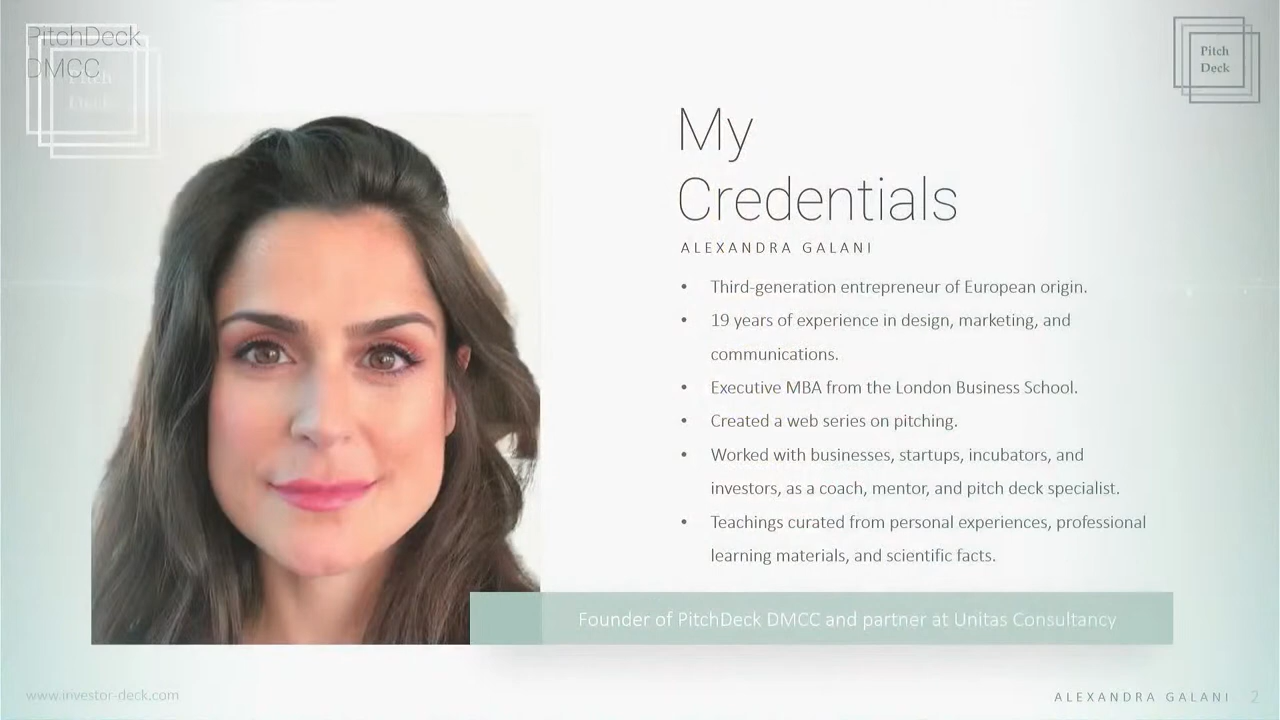 PitchDeck
DMCC
Pitch
Deck
Pitch
Deck
My
Credentials
ALEXANDRA GALANI
• Third-generation entrepreneur of European origin.
• 19 years of experience in design, marketing, and
communications.
• Executive MBA from the London Business School.
• Created a web series on pitching.
• Worked with businesses, startups, incubators, and
investors, as a coach, mentor, and pitch deck specialist.
• Teachings curated from personal experiences, professional
learning materials, and scientific facts.
Founder of PitchDeck DMCC and partner at Unitas Consultancy
www.investor-deck.com
ALEXANDRA GALANI 2